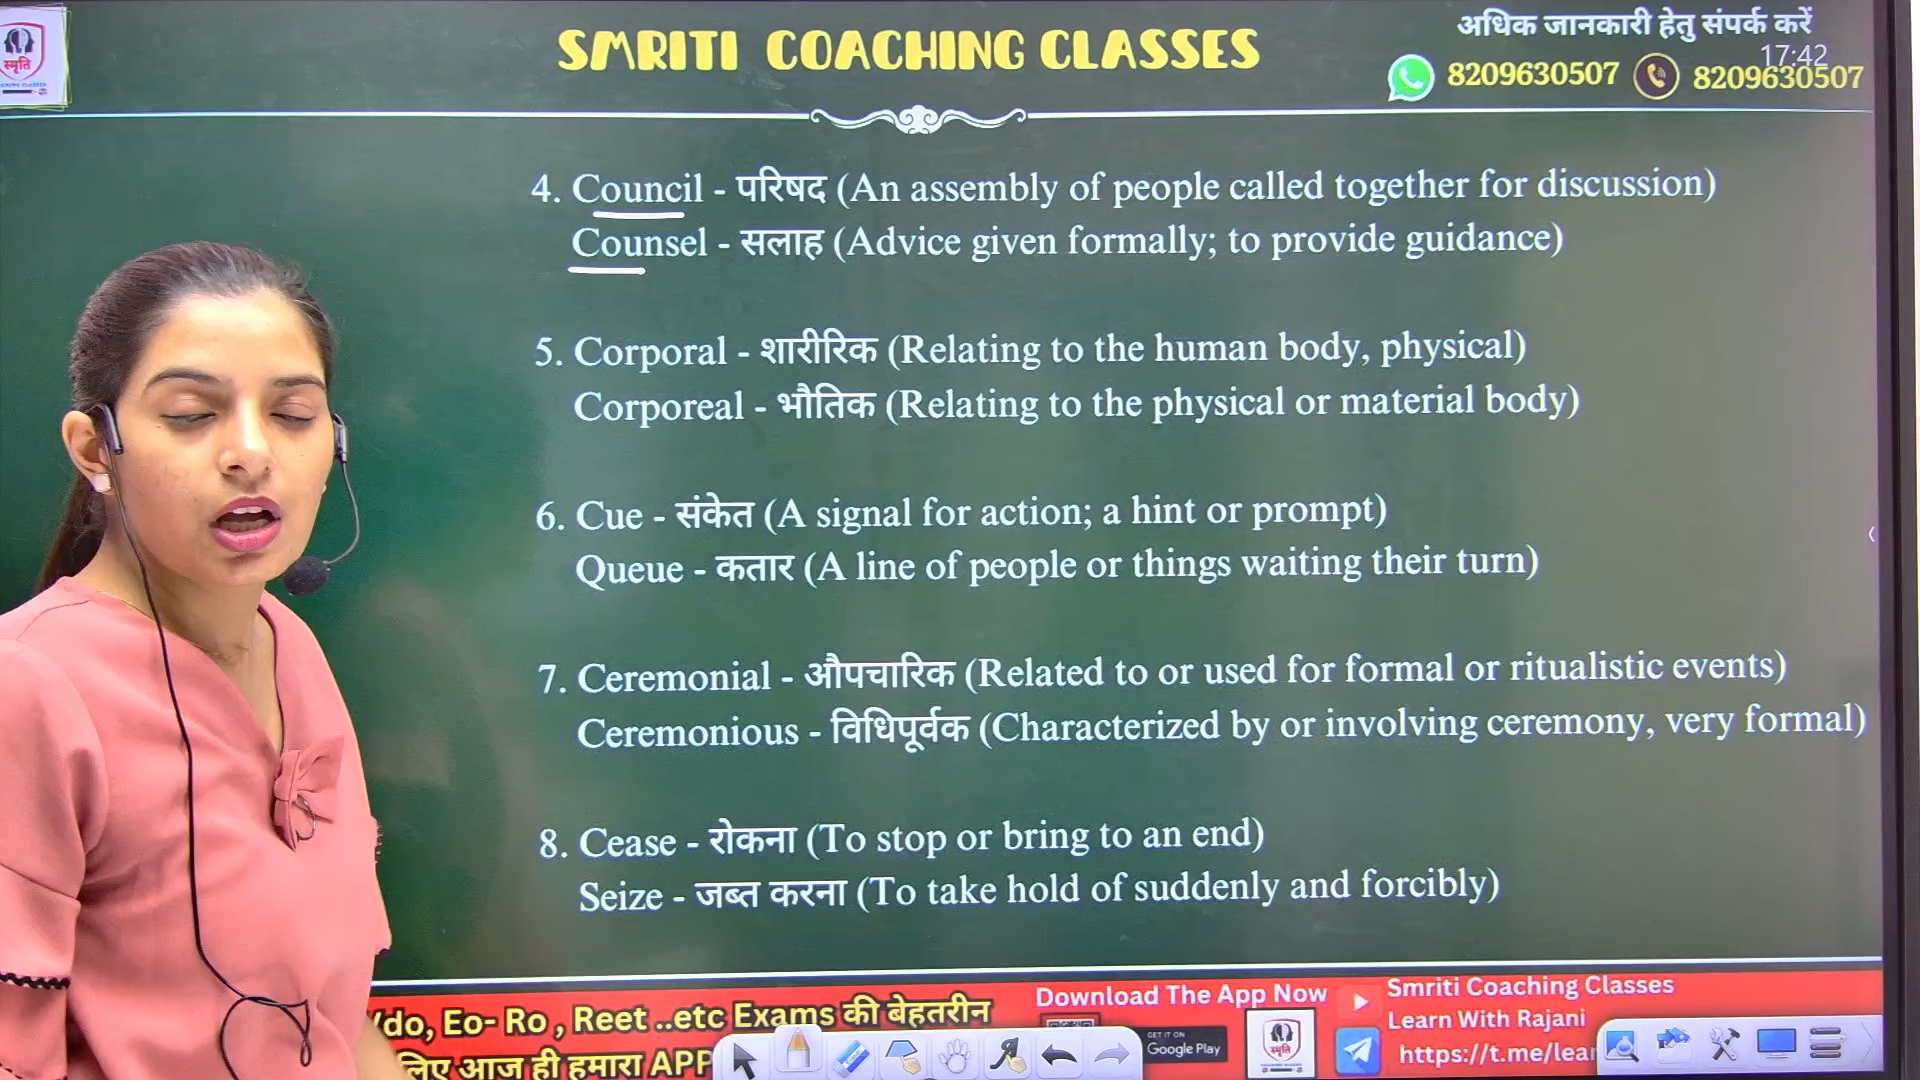 स्मृति
SMRITI COACHING CLASSES
अधिक जानकारी हेतु संपर्क करें
17:42
8209630507 8209630507
4. Council - परिषद (An assembly of people called together for discussion)
Counsel - सलाह (Advice given formally; to provide guidance)
5. Corporal - शारीरिक (Relating to the human body, physical)
Corporeal - भौतिक (Relating to the physical or material body)
6. Cue - संकेत (A signal for action; a hint or prompt)
Queue - कतार (A line of people or things waiting their turn)
7. Ceremonial - औपचारिक (Related to or used for formal or ritualistic events)
Ceremonious - विधिपूर्वक (Characterized by or involving ceremony, very formal)
8. Cease - रोकना (To stop or bring to an end)
Seize - जब्त करना (To take hold of suddenly and forcibly)
/do, Eo- Ro , Reet ..etc Exams की बेहतरीन
लिए आज ही हमारा APP
Download The App Now
GET IT ON
Google Play
स्मृति
Smriti Coaching Classes
Learn With Rajani
https://t.me/lear